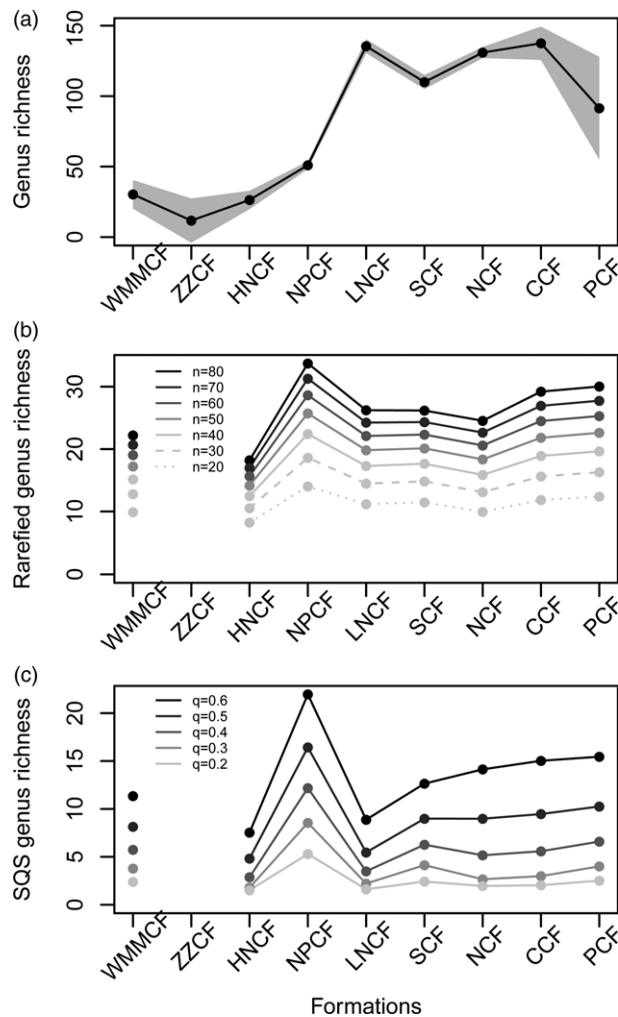 (a)
Genus richness
150
100
50
0
WMMCF ZZCF HNCF NPCF LNCF SCF NCF CCF PCF
(b)
Rarefied genus richness
30
20
10
0
n=80
n=70
n=60
n=50
n=40
n=30
n=20
WMMCF ZZCF HNCF NPCF LNCF SCF NCF CCF PCF
(c)
SQS genus richness
20
15
10
5
0
q=0.6
q=0.5
q=0.4
q=0.3
q=0.2
WMMCF ZZCF HNCF NPCF LNCF SCF NCF CCF PCF
Formations